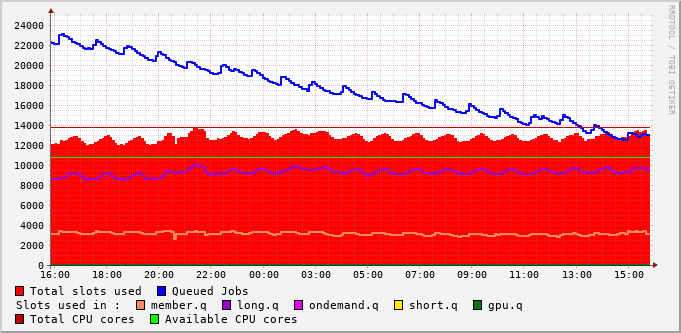 24000
22000
20000
18000
16000
14000
12000
10000
8000
6000
4000
2000
0
16:00 18:00 20:00 22:00 00:00 03:00 05:00 07:00 09:00 11:00 13:00 15:00
RRDTOOL / TOBI OETIKER
Total slots used Queued Jobs
Slots used in : member.q long.q ondemand.q short.q gpu.q
Total CPU cores Available CPU cores